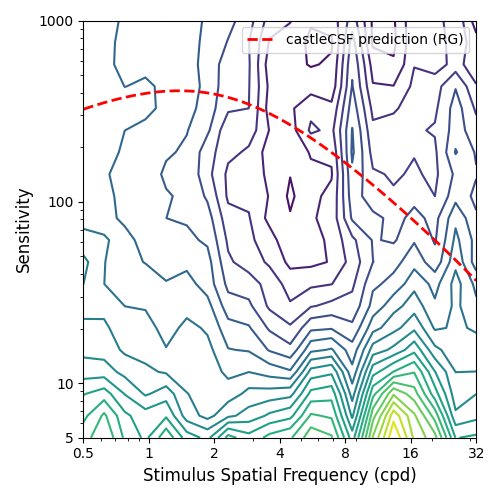 1000
castleCSF prediction (RG)
Sensitivity
100
10
5
0.5 1 2 4 8 16 32
Stimulus Spatial Frequency (cpd)